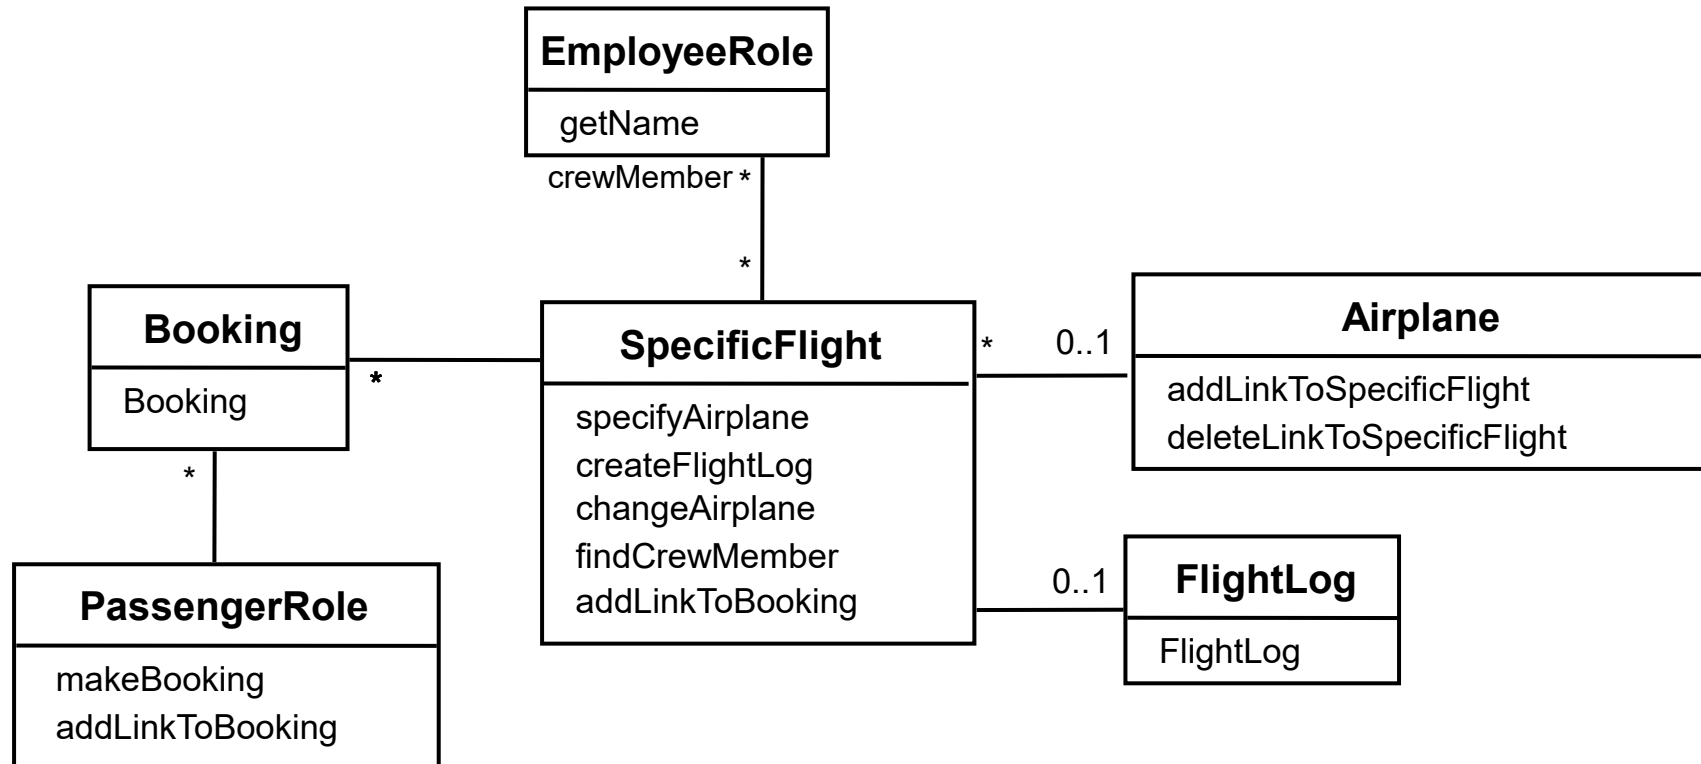 EmployeeRole
getName
crewMember *
*
Booking
Booking
*
*
SpecificFlight
specifyAirplane
createFlightLog
changeAirplane
findCrewMember
addLinkToBooking
* 0..1
Airplane
addLinkToSpecificFlight
deleteLinkToSpecificFlight
0..1
FlightLog
FlightLog
PassengerRole
makeBooking
addLinkToBooking